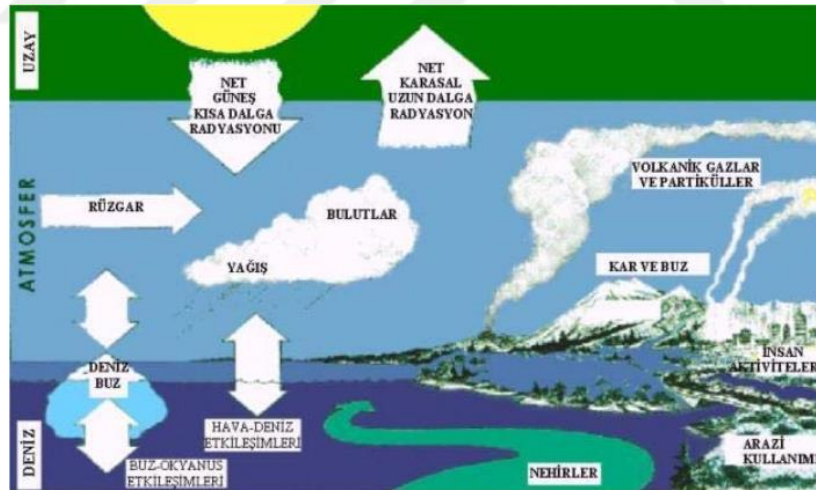 UZAY
NET
GÜNEŞ
KISA DALGA
RADYASYONU
NET
KARASAL
UZUN DALGA
RADYASYON
ATMOSFER
RÜZGAR
BULUTLAR
YAĞIŞ
VOLKANİK GAZLAR
VE PARTİKÜLLER
KAR VE BUZ
DENİZ
BUZ
İNSAN
AKTİVİTELER
HAVA-DENİZ
ETKİLEŞİMLERİ
DENİZ
BUZ-OKYANUS
ETKİLEŞİMLERİ
NEHİRLER
ARAZİ
KULLANIMI